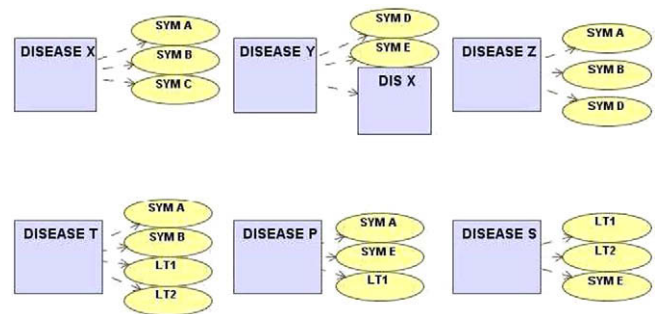 DISEASE X
SYM A
SYM B
SYM C
DISEASE Y
SYM D
SYM E
DIS X
DISEASE Z
SYM A
SYM B
SYM D
DISEASE T
SYM A
SYM B
LT1
LT2
DISEASE P
SYM A
SYM E
LT1
DISEASE S
LT1
LT2
SYM E